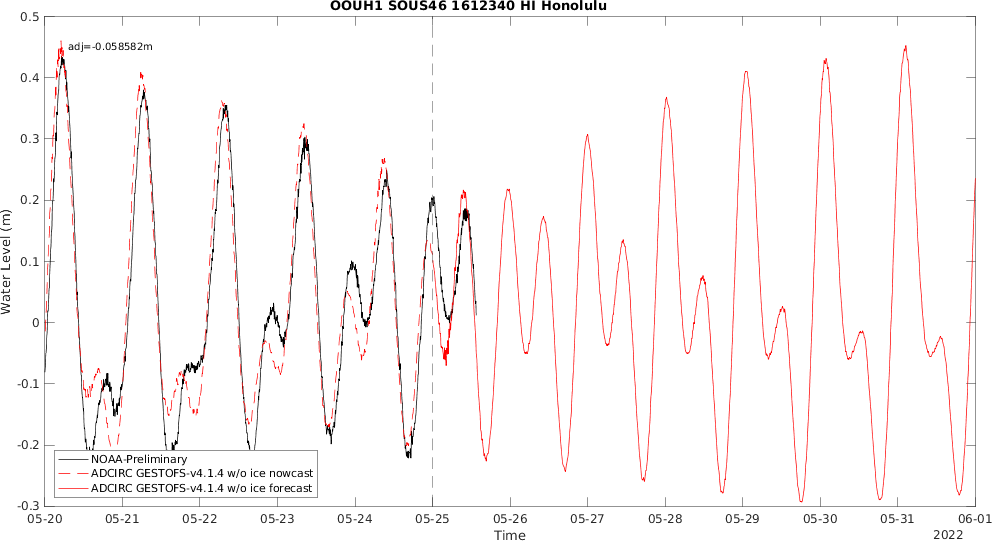 OOUH1 SOUS46 1612340 HI Honolulu
adj=-0.058582m
Water Level (m)
0.5
0.4
0.3
0.2
0.1
0
-0.1
-0.2
-0.3
NOAA-Preliminary
ADCIRC GESTOFS-v4.1.4 w/o ice nowcast
ADCIRC GESTOFS-v4.1.4 w/o ice forecast
05-20 05-21 05-22 05-23 05-24 05-25 05-26 05-27 05-28 05-29 05-30 05-31 06-01
Time
2022